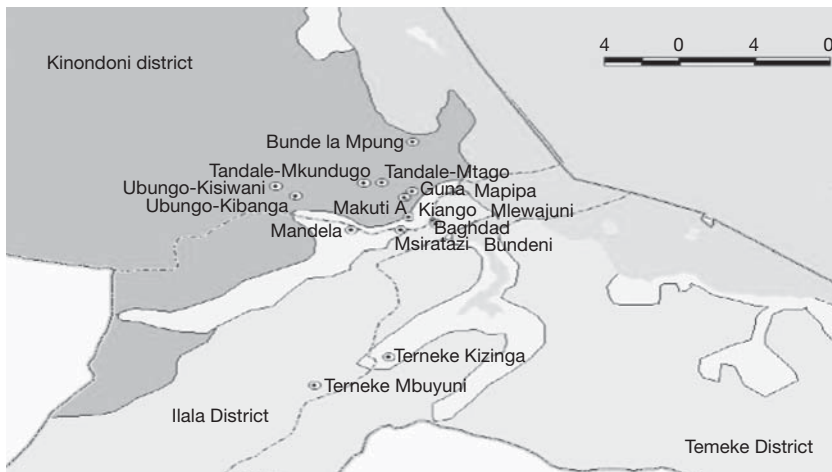 4 0 4 0
Kinondoni district
Bunde la Mpung
Tandale-Mkundugo Tandale-Mtago
Ubungo-Kisiwani Guna Mapipa
Ubungo-Kibanga Makuti A Kiango Mlewajuni
Mandela Baghdad
Msiratazi Bundeni
Terneke Kizinga
Terneke Mbuyuni
Ilala District
Temeke District